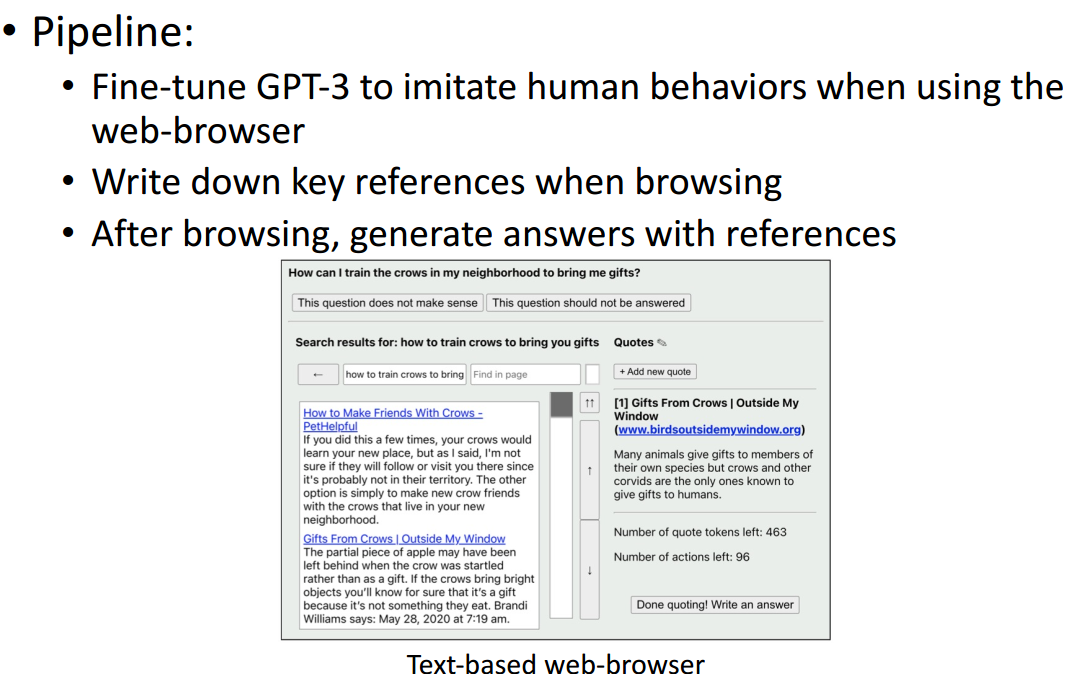 • Pipeline:
• Fine-tune GPT-3 to imitate human behaviors when using the
web-browser
• Write down key references when browsing
• After browsing, generate answers with references
How can I train the crows in my neighborhood to bring me gifts?
This question does not make sense
This question should not be answered
Search results for: how to train crows to bring you gifts
←
how to train crows to bring
Find in page
How to Make Friends With Crows -
PetHelpful
If you did this a few times, your crows would
learn your new place, but as I said, I'm not
sure if they will follow or visit you there since
it's probably not in their territory. The other
option is simply to make new crow friends
with the crows that live in your new
neighborhood.
Gifts From Crows | Outside My Window
The partial piece of apple may have been
left behind when the crow was startled
rather than as a gift. If the crows bring bright
objects you'll know for sure that it's a gift
because it's not something they eat. Brandi
Williams says: May 28, 2020 at 7:19 am.
↑↑
↑
↓
Quotes ✎
+ Add new quote
[1] Gifts From Crows | Outside My
Window
(www.birdsoutsidemywindow.org)
Many animals give gifts to members of
their own species but crows and other
corvids are the only ones known to
give gifts to humans.
Number of quote tokens left: 463
Number of actions left: 96
Done quoting! Write an answer
Text-based web-browser